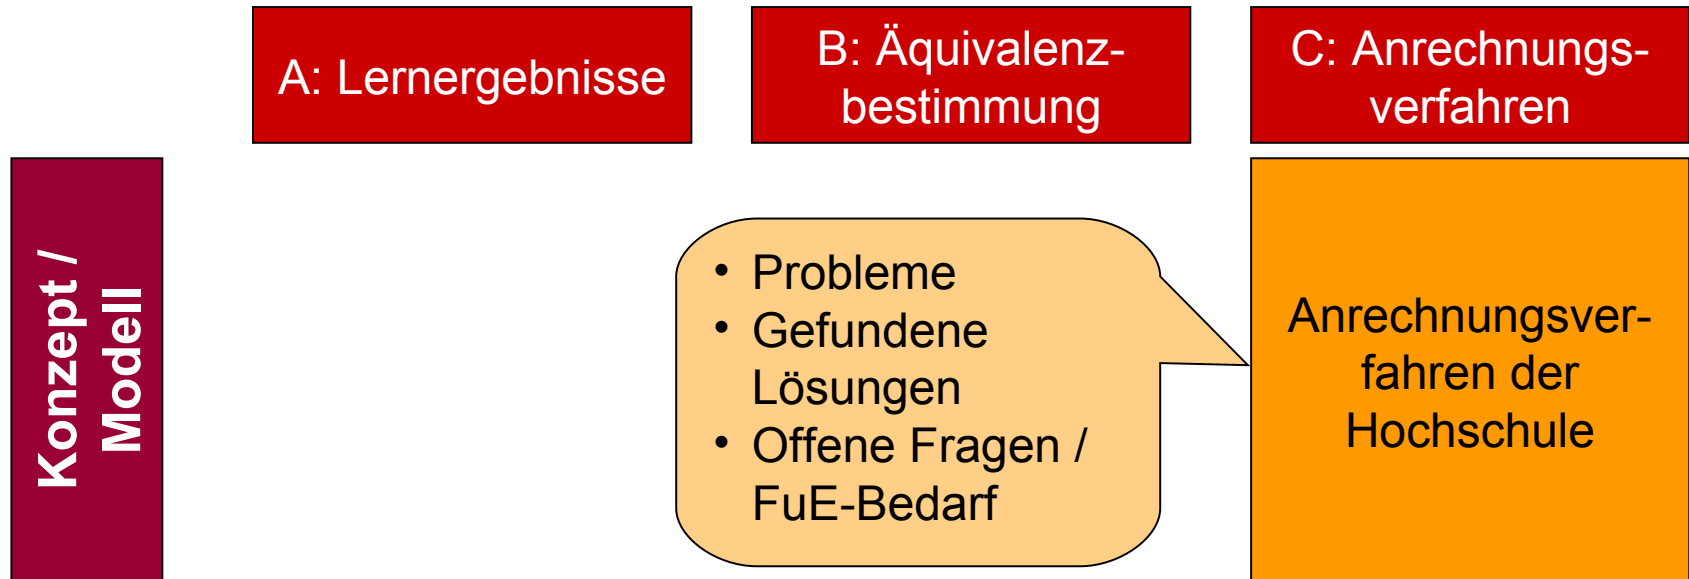 A: Lernergebnisse
B: Äquivalenz-
bestimmung
C: Anrechnungs-
verfahren
Konzept /
Modell
• Probleme
• Gefundene
Lösungen
• Offene Fragen /
FuE-Bedarf
Anrechnungsver-
fahren der
Hochschule